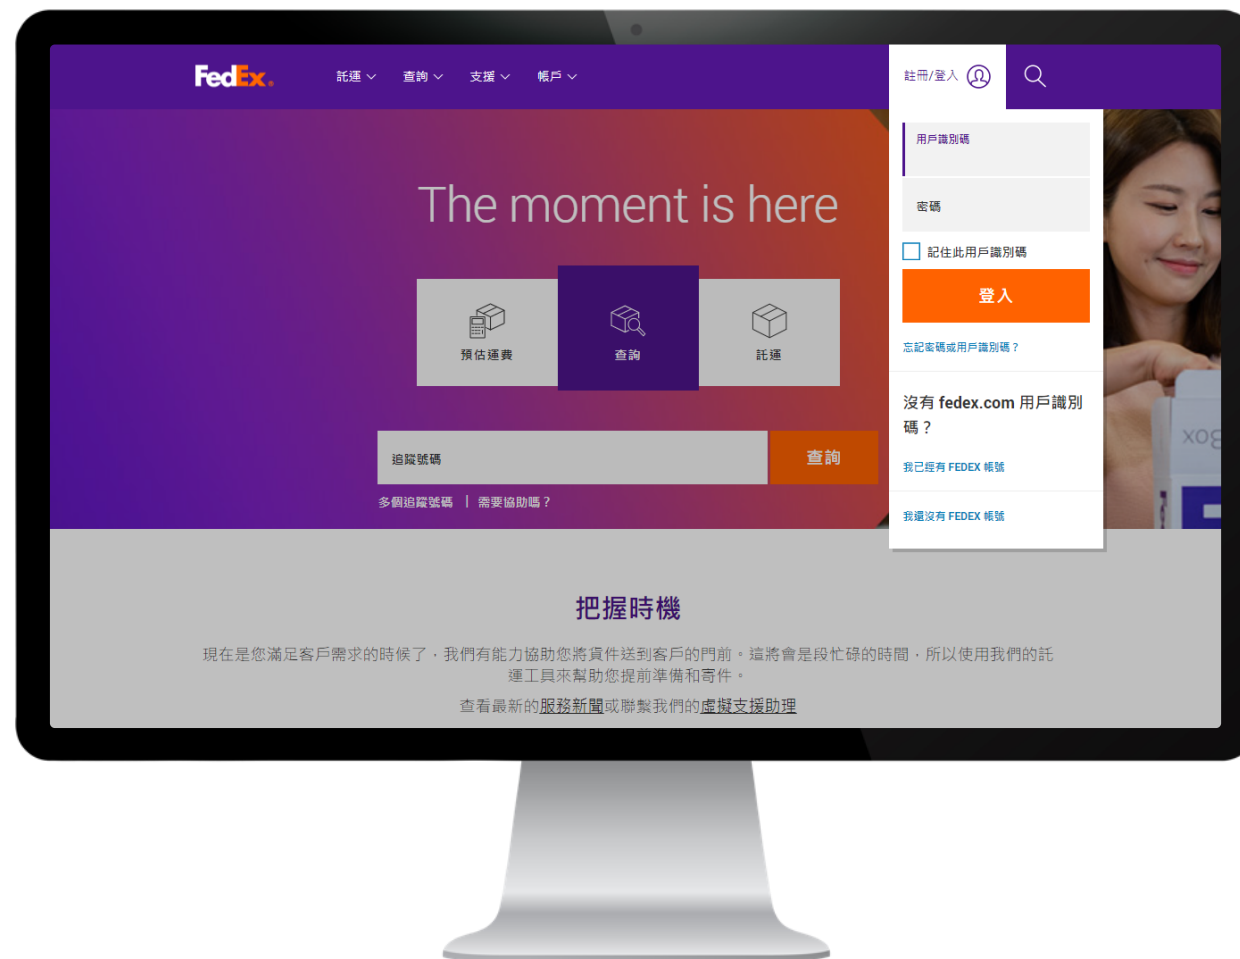 FedEx.
託運
查詢
支援
帳戶
註冊/登入
用戶識別碼
密碼
記住此用戶識別碼
登入
忘記密碼或用戶識別碼？
沒有 fedex.com 用戶識別
碼？
我已經有 FEDEX 帳號
我還沒有 FEDEX 帳號
The moment is here
預估運費
查詢
託運
追蹤號碼
查詢
多個追蹤號碼 | 需要協助嗎？
把握時機
現在是您滿足客戶需求的時候了，我們有能力協助您將貨件送到客戶的門前。這將會是段忙碌的時間，所以使用我們的託
運工具來幫助您提前準備和寄件。
查看最新的服務新聞或聯繫我們的虛擬支援助理